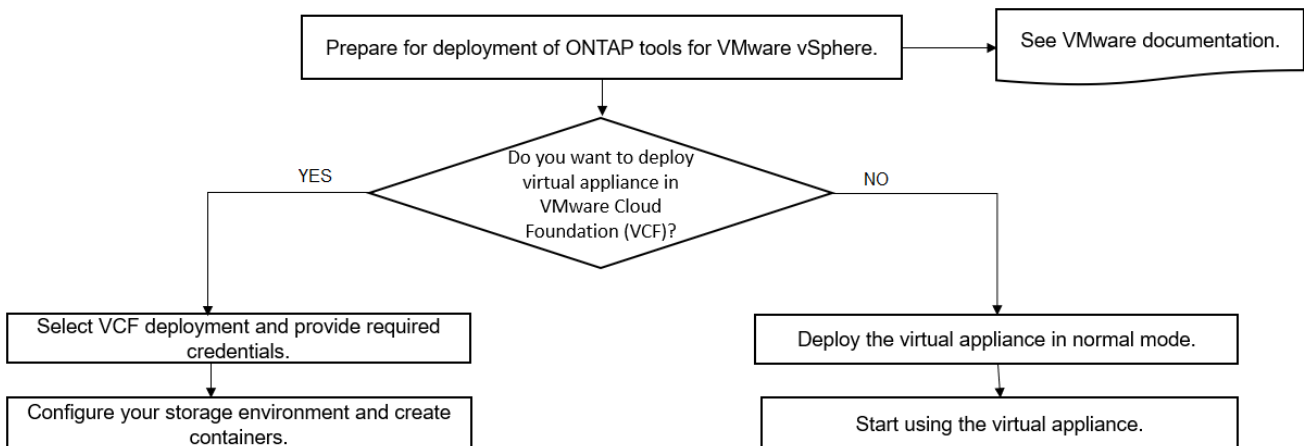 Prepare for deployment of ONTAP tools for VMware vSphere.
See VMware documentation.
Do you want to deploy
virtual appliance in
VMware Cloud
Foundation (VCF)?
YES
NO
Select VCF deployment and provide required
credentials.
Deploy the virtual appliance in normal mode.
Configure your storage environment and create
containers.
Start using the virtual appliance.